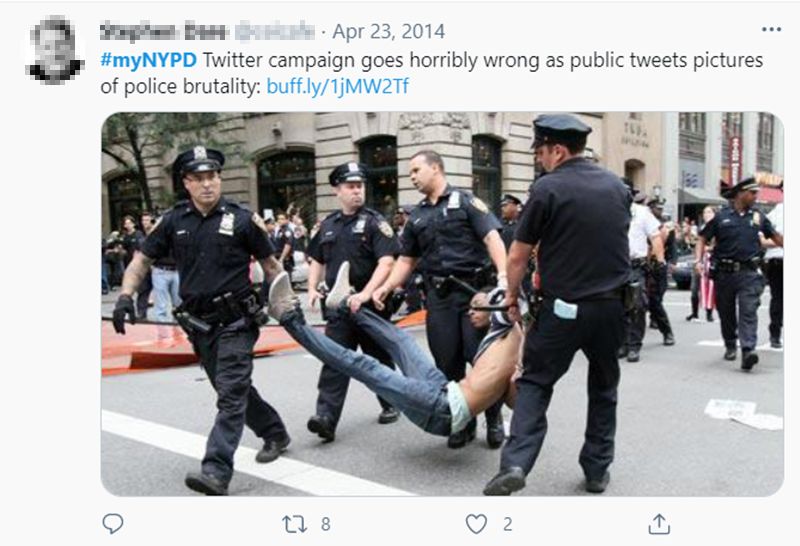 · Apr 23, 2014
#myNYPD Twitter campaign goes horribly wrong as public tweets pictures
of police brutality: buff.ly/1jMW2Tf
8
2